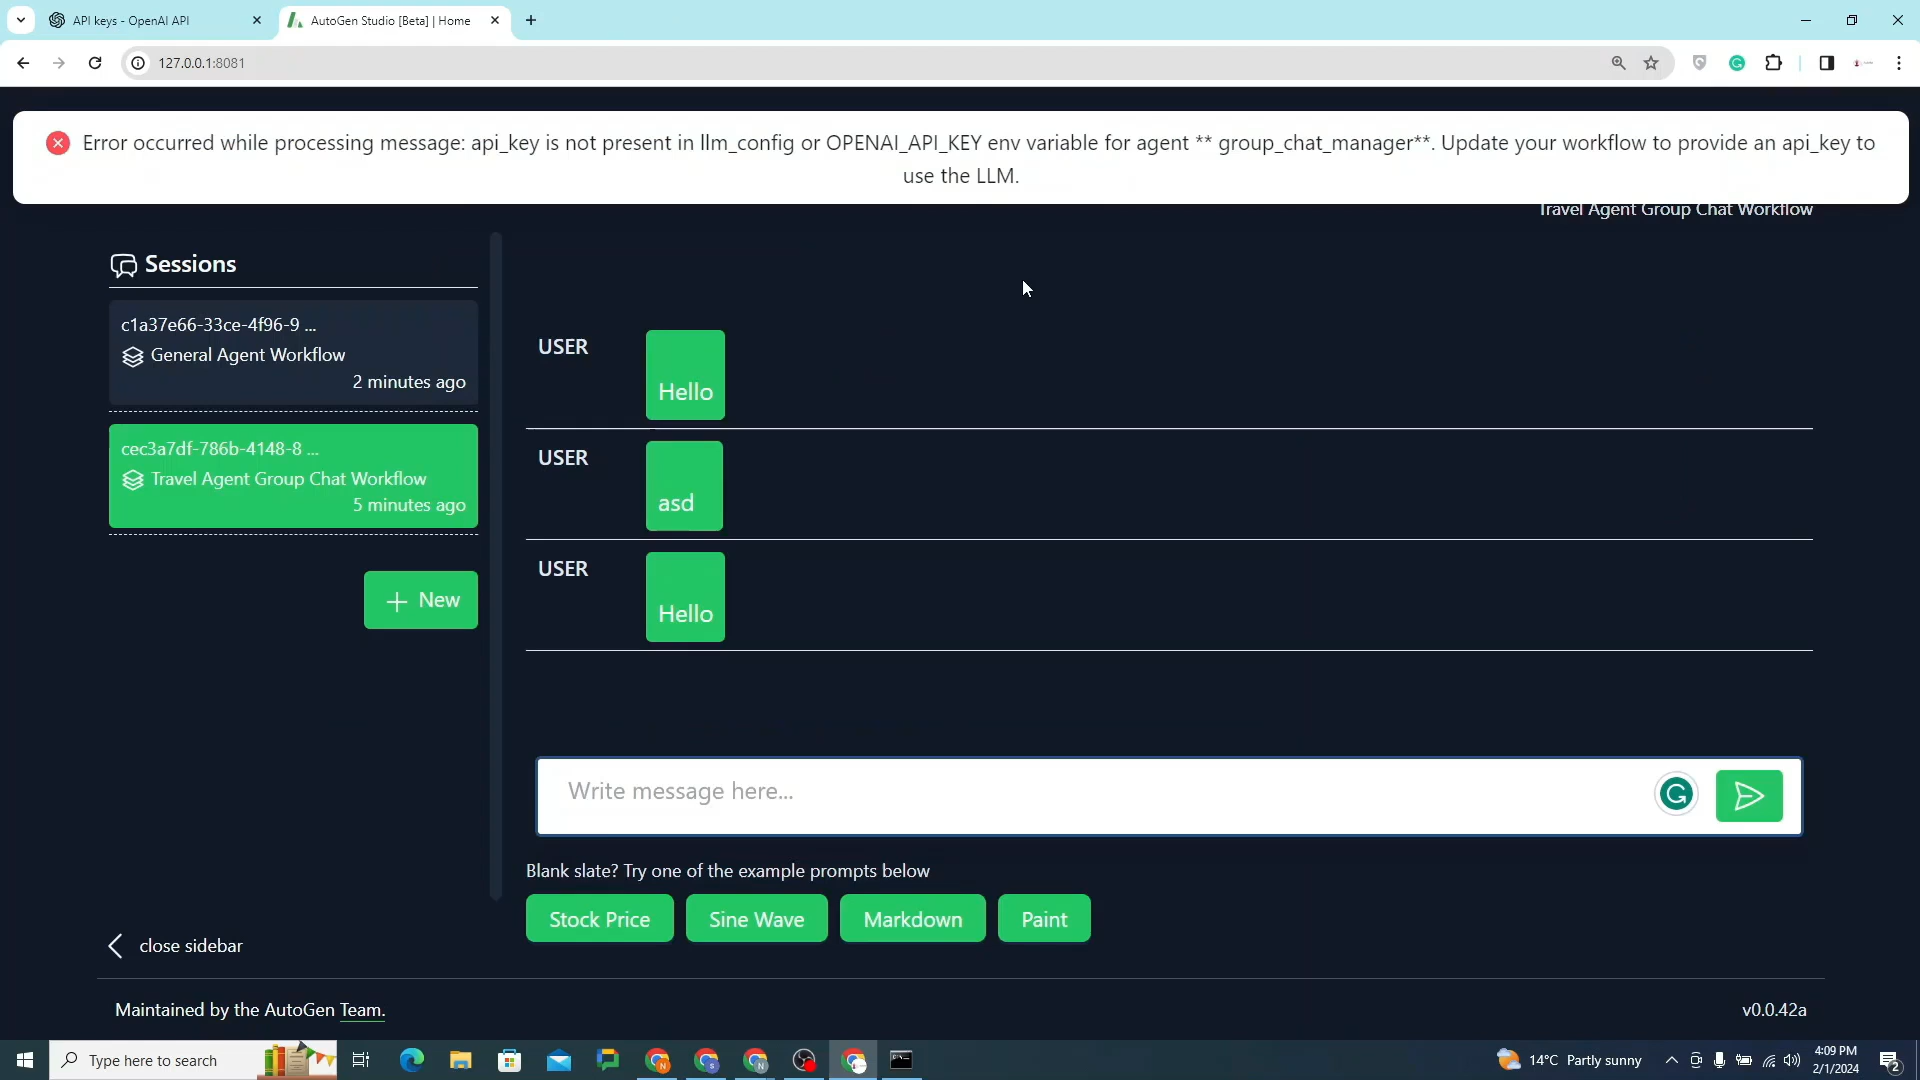 API keys - OpenAI API
AutoGen Studio [Beta] | Home
127.0.0.1:8081
Error occurred while processing message: api_key is not present in llm_config or OPENAI_API_KEY env variable for agent ** group_chat_manager**. Update your workflow to provide an api_key to
use the LLM.
Travel Agent Group Chat Workflow
Sessions
c1a37e66-33ce-4f96-9 ...
General Agent Workflow
2 minutes ago
cec3a7df-786b-4148-8 ...
Travel Agent Group Chat Workflow
5 minutes ago
New
USER
Hello
USER
asd
USER
Hello
Write message here...
Blank slate? Try one of the example prompts below
Stock Price
Sine Wave
Markdown
Paint
close sidebar
Maintained by the AutoGen Team.
v0.0.42a
Type here to search
14°C Partly sunny
4:09 PM
2/1/2024
2